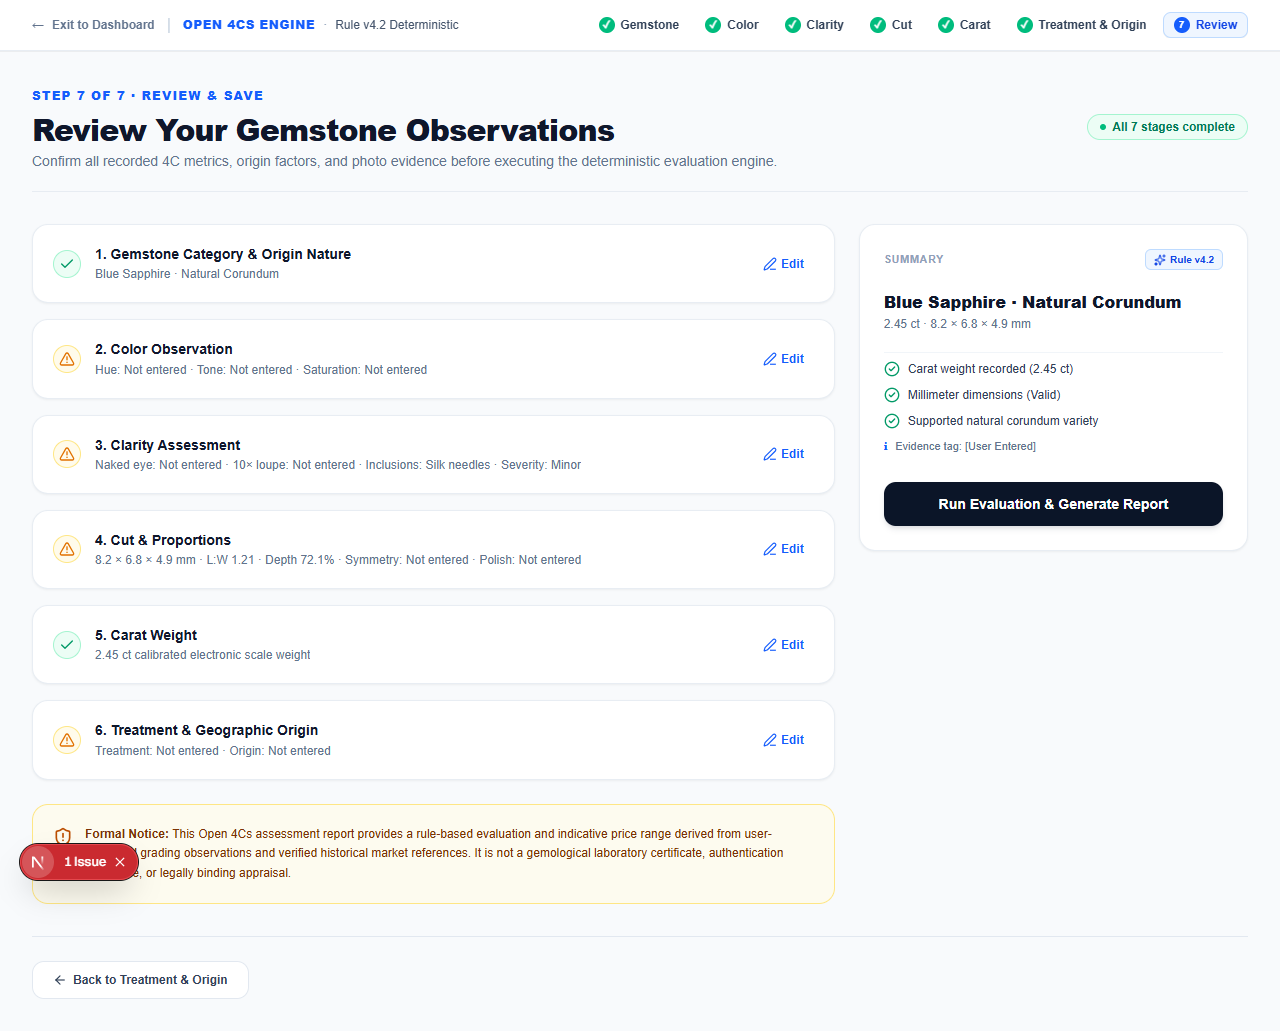 ← Exit to Dashboard | OPEN 4CS ENGINE · Rule v4.2 Deterministic
Gemstone Color Clarity Cut Carat Treatment & Origin 7 Review
STEP 7 OF 7 · REVIEW & SAVE
Review Your Gemstone Observations
Confirm all recorded 4C metrics, origin factors, and photo evidence before executing the deterministic evaluation engine.
All 7 stages complete
1. Gemstone Category & Origin Nature
Blue Sapphire · Natural Corundum
Edit
2. Color Observation
Hue: Not entered · Tone: Not entered · Saturation: Not entered
Edit
3. Clarity Assessment
Naked eye: Not entered · 10× loupe: Not entered · Inclusions: Silk needles · Severity: Minor
Edit
4. Cut & Proportions
8.2 × 6.8 × 4.9 mm · L:W 1.21 · Depth 72.1% · Symmetry: Not entered · Polish: Not entered
Edit
5. Carat Weight
2.45 ct calibrated electronic scale weight
Edit
6. Treatment & Geographic Origin
Treatment: Not entered · Origin: Not entered
Edit
SUMMARY
Rule v4.2
Blue Sapphire · Natural Corundum
2.45 ct · 8.2 × 6.8 × 4.9 mm
Carat weight recorded (2.45 ct)
Millimeter dimensions (Valid)
Supported natural corundum variety
ℹ Evidence tag: [User Entered]
Run Evaluation & Generate Report
Formal Notice: This Open 4Cs assessment report provides a rule-based evaluation and indicative price range derived from user-
grading observations and verified historical market references. It is not a gemological laboratory certificate, authentication
, or legally binding appraisal.
N 1 Issue ×
← Back to Treatment & Origin